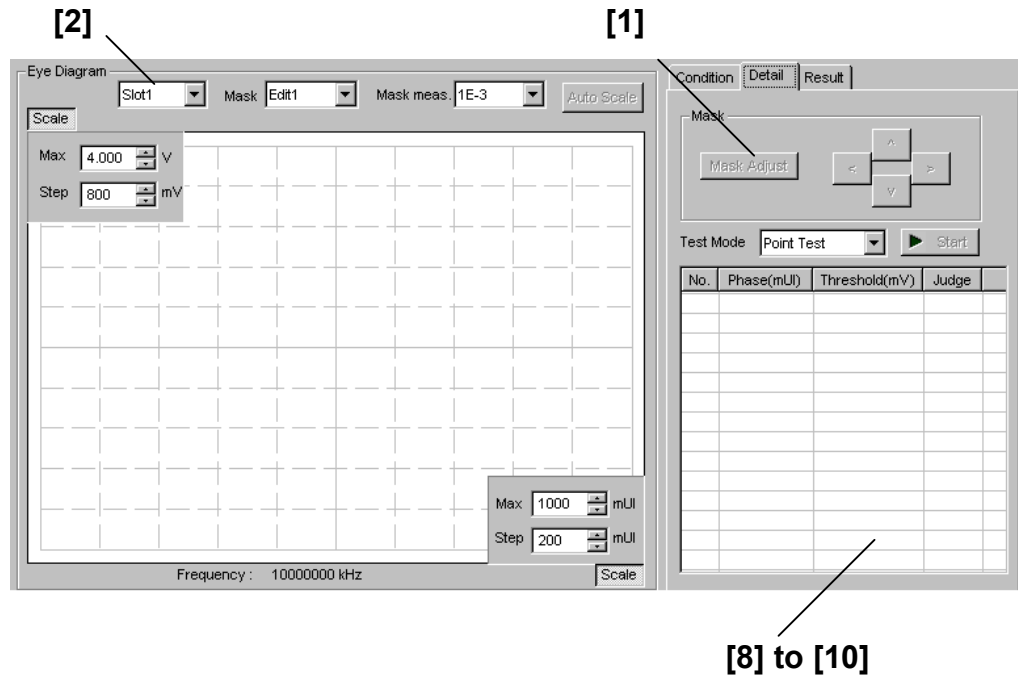 [2]
[1]
Eye Diagram
Slot1
Mask
Edit1
Mask meas.
1E-3
Auto Scale
Scale
Max
4.000
V
Step
800
mV
Max
1000
mUI
Step
200
mUI
Frequency :
10000000 kHz
Scale
Condition
Detail
Result
Mask
Mask Adjust
^
<
>
v
Test Mode
Point Test
Start
No.
Phase(mUI)
Threshold(mV)
Judge
[8] to [10]